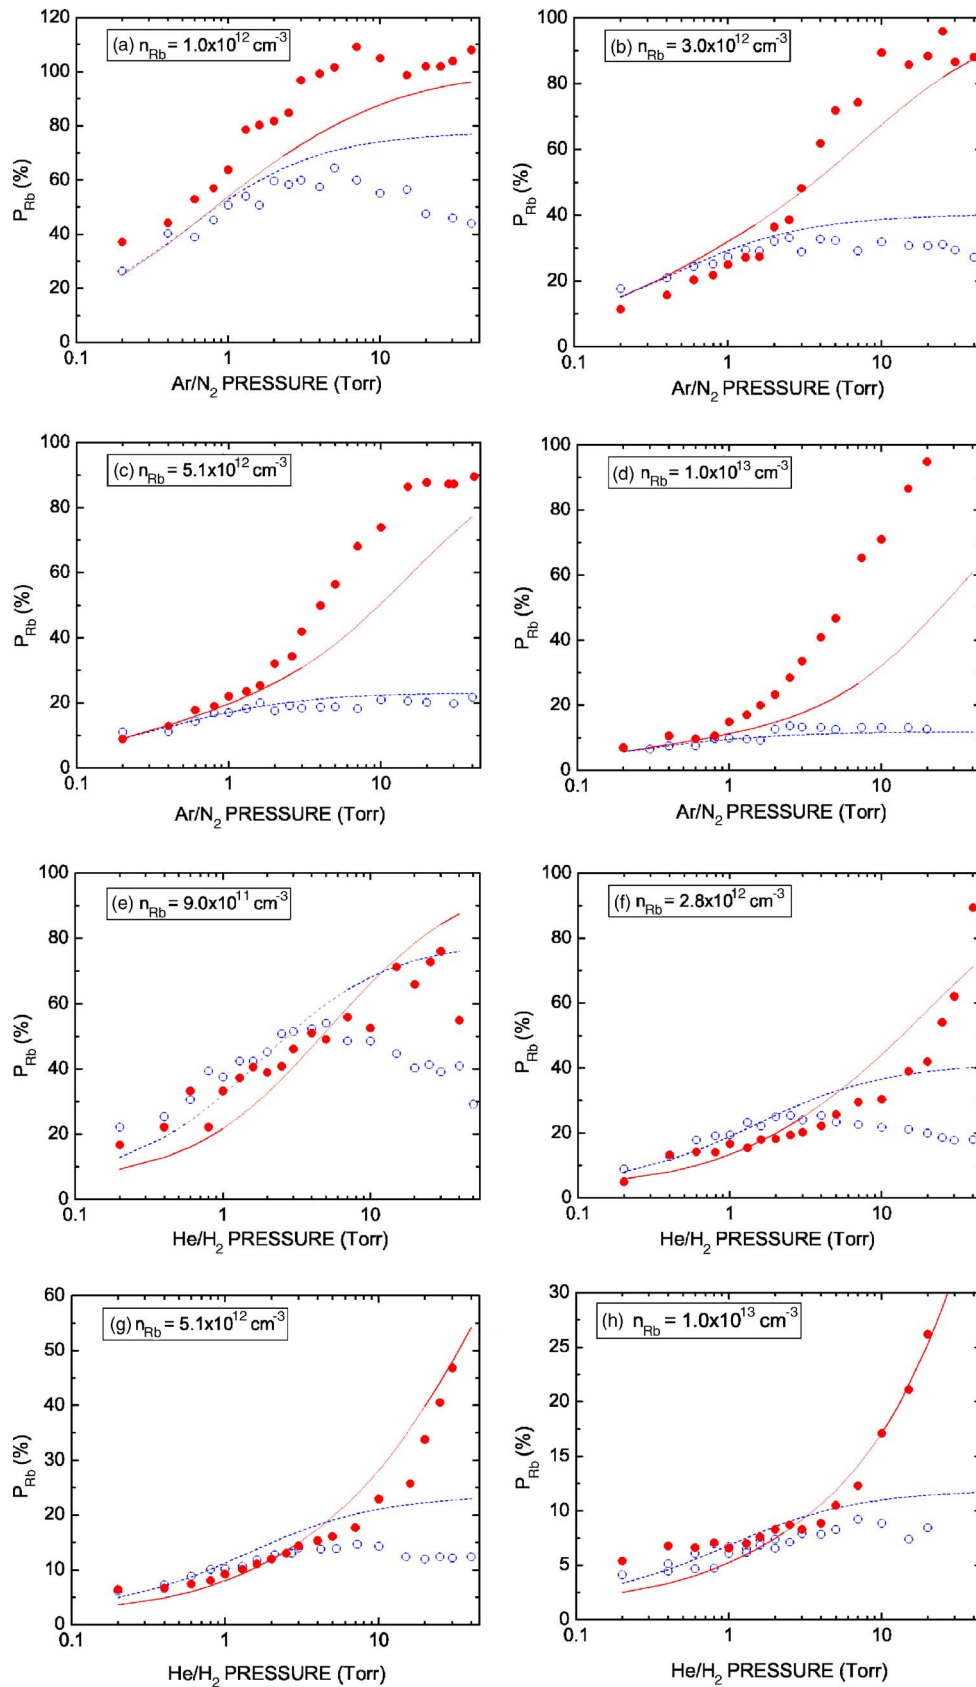 (a) n_Rb = 1.0x10^12 cm^-3
120
100
80
60
40
20
0
P_Rb (%)
0.1 1 10
Ar/N_2 PRESSURE (Torr)
(b) n_Rb = 3.0x10^12 cm^-3
100
80
60
40
20
0
P_Rb (%)
0.1 1 10
Ar/N_2 PRESSURE (Torr)
(c) n_Rb = 5.1x10^12 cm^-3
100
80
60
40
20
0
P_Rb (%)
0.1 1 10
Ar/N_2 PRESSURE (Torr)
(d) n_Rb = 1.0x10^13 cm^-3
100
80
60
40
20
0
P_Rb (%)
0.1 1 10
Ar/N_2 PRESSURE (Torr)
(e) n_Rb = 9.0x10^11 cm^-3
100
80
60
40
20
0
P_Rb (%)
0.1 1 10
He/H_2 PRESSURE (Torr)
(f) n_Rb = 2.8x10^12 cm^-3
100
80
60
40
20
0
P_Rb (%)
0.1 1 10
He/H_2 PRESSURE (Torr)
(g) n_Rb = 5.1x10^12 cm^-3
60
50
40
30
20
10
0
P_Rb (%)
0.1 1 10
He/H_2 PRESSURE (Torr)
(h) n_Rb = 1.0x10^13 cm^-3
30
25
20
15
10
5
0
P_Rb (%)
0.1 1 10
He/H_2 PRESSURE (Torr)